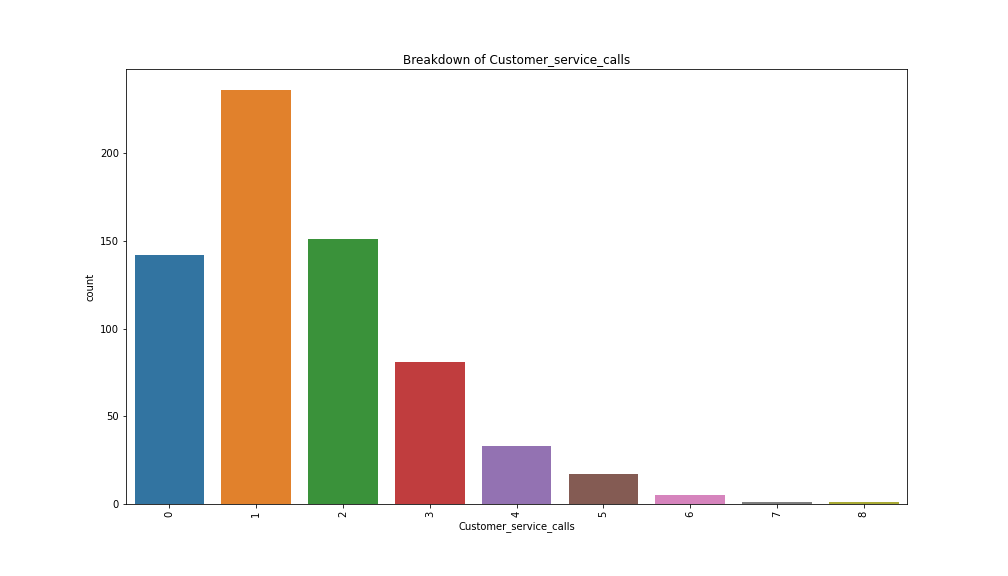 Breakdown of Customer_service_calls
200
150
100
50
0
count
0 1 2 3 4 5 6 7 8
Customer_service_calls